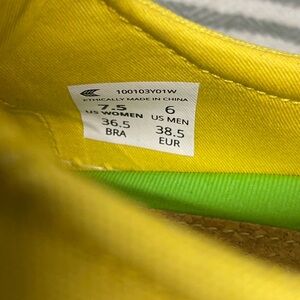 100103Y01W
ETHICALLY MADE IN CHINA
7.5 6
US WOMEN US MEN
36.5 38.5
BRA EUR